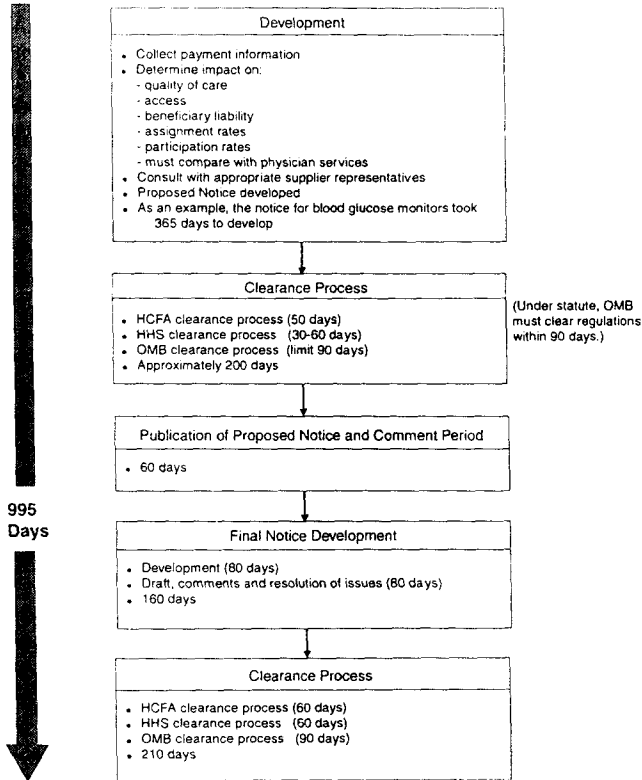 Development
• Collect payment information
• Determine impact on:
- quality of care
- access
- beneficiary liability
- assignment rates
- participation rates
- must compare with physician services
• Consult with appropriate supplier representatives
• Proposed Notice developed
• As an example, the notice for blood glucose monitors took
365 days to develop
Clearance Process
• HCFA clearance process (50 days)
• HHS clearance process (30-60 days)
• OMB clearance process (limit 90 days)
• Approximately 200 days
(Under statute, OMB
must clear regulations
within 90 days.)
Publication of Proposed Notice and Comment Period
• 60 days
995
Days
Final Notice Development
• Development (80 days)
• Draft, comments and resolution of issues (80 days)
• 160 days
Clearance Process
• HCFA clearance process (60 days)
• HHS clearance process (60 days)
• OMB clearance process (90 days)
• 210 days